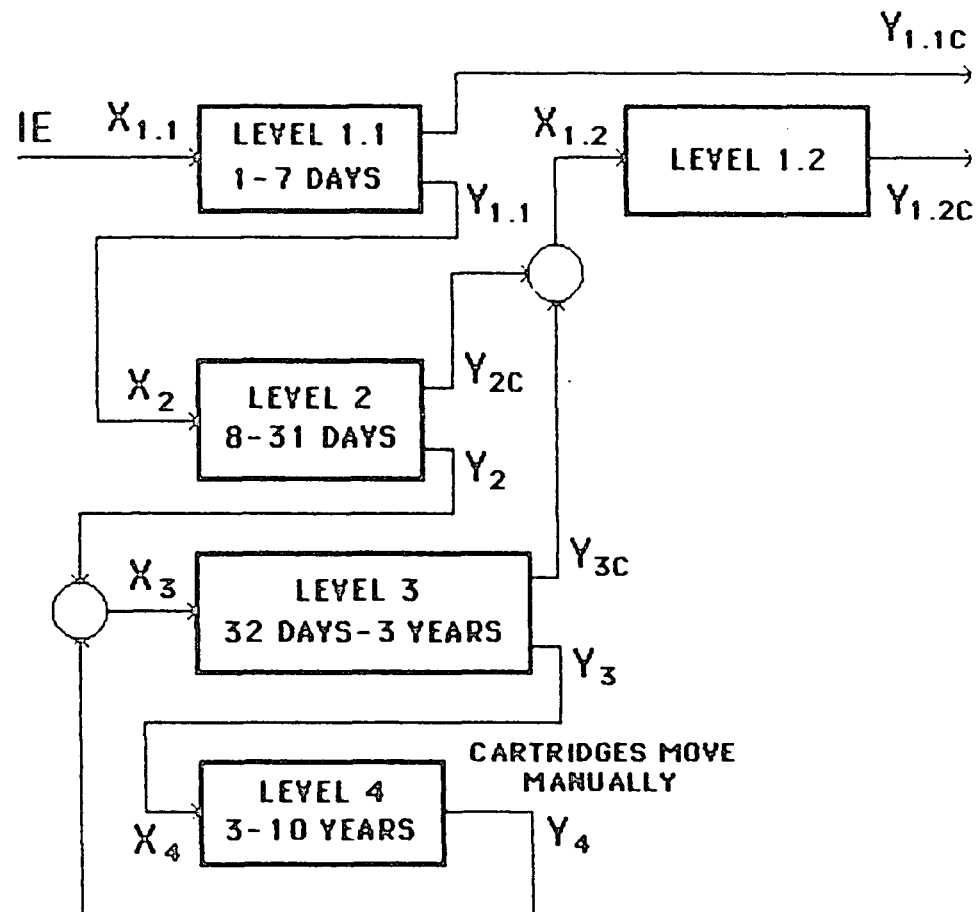 Y1.1C
IE
X1.1
LEVEL 1.1
1-7 DAYS
Y1.1
X1.2
LEVEL 1.2
Y1.2C
X2
LEVEL 2
8-31 DAYS
Y2C
Y2
X3
LEVEL 3
32 DAYS-3 YEARS
Y3C
Y3
CARTRIDGES MOVE
MANUALLY
X4
LEVEL 4
3-10 YEARS
Y4